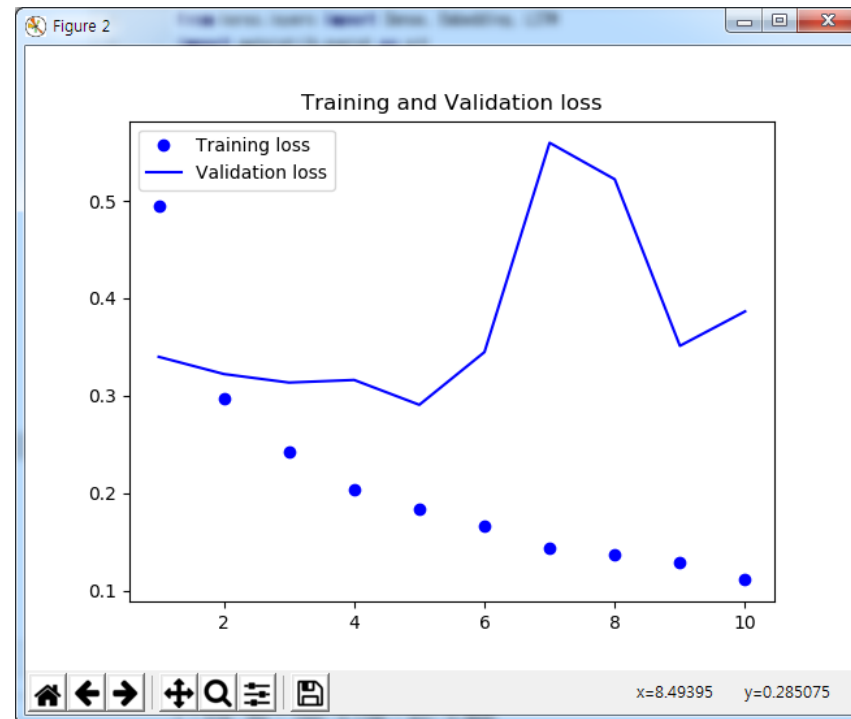 Figure 2
Training and Validation loss
Training loss
Validation loss
0.5
0.4
0.3
0.2
0.1
2 4 6 8 10
x=8.49395 y=0.285075